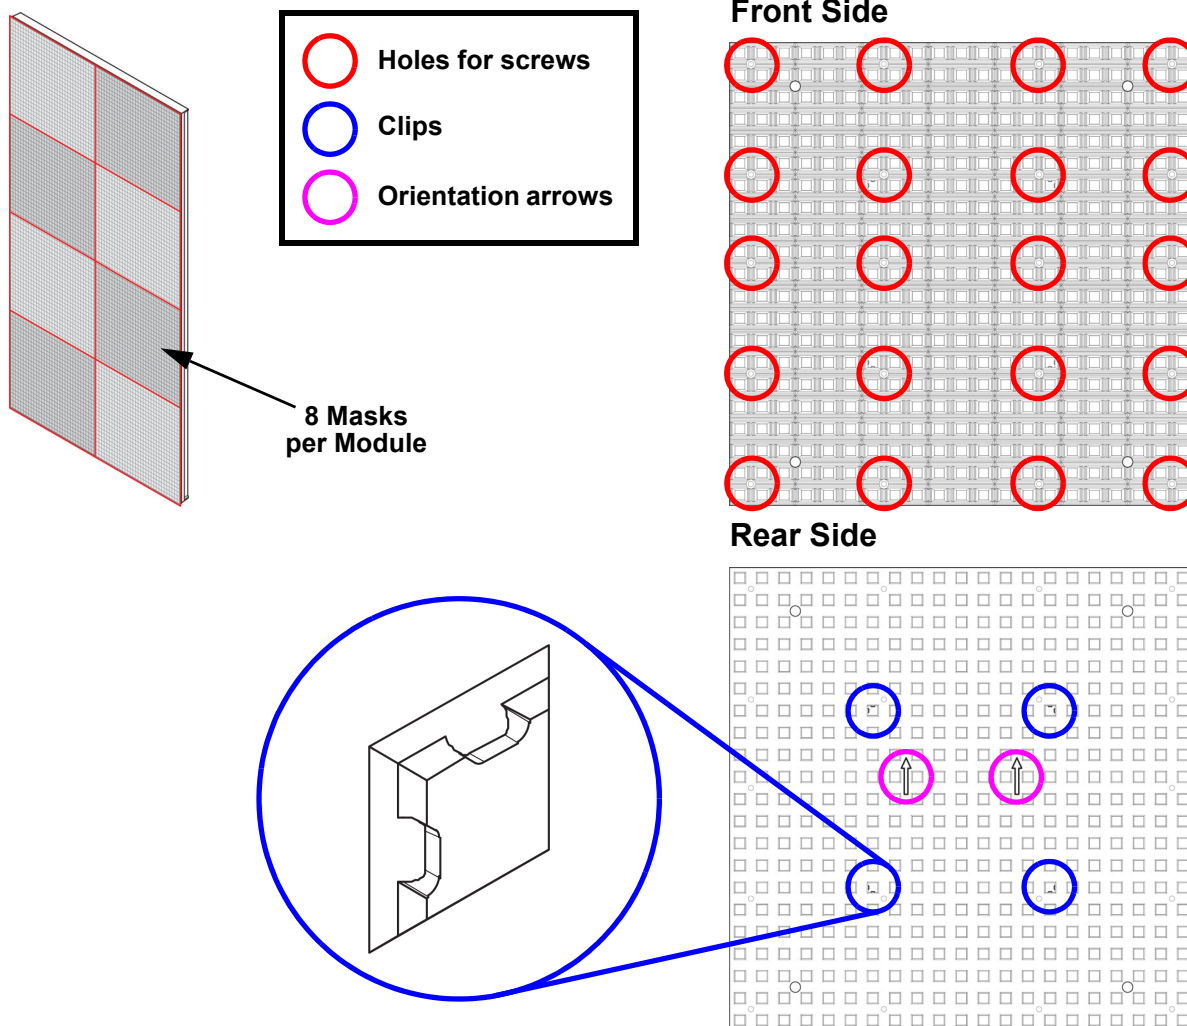 Front Side
Holes for screws
Clips
Orientation arrows
8 Masks
per Module
Rear Side